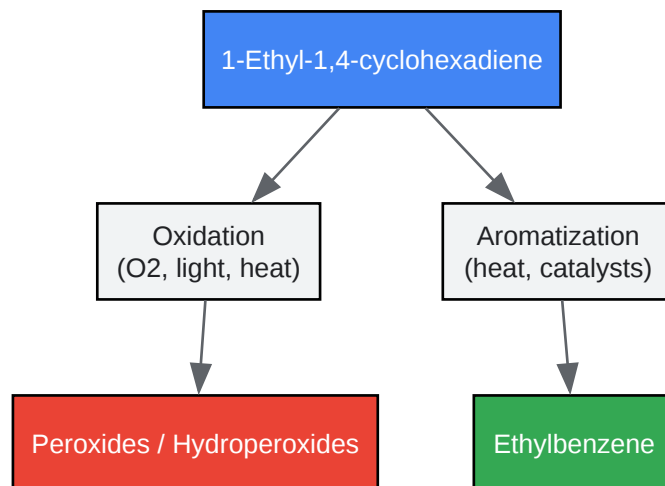 1-Ethyl-1,4-cyclohexadiene
Oxidation
(O2, light, heat)
Aromatization
(heat, catalysts)
Peroxides / Hydroperoxides
Ethylbenzene